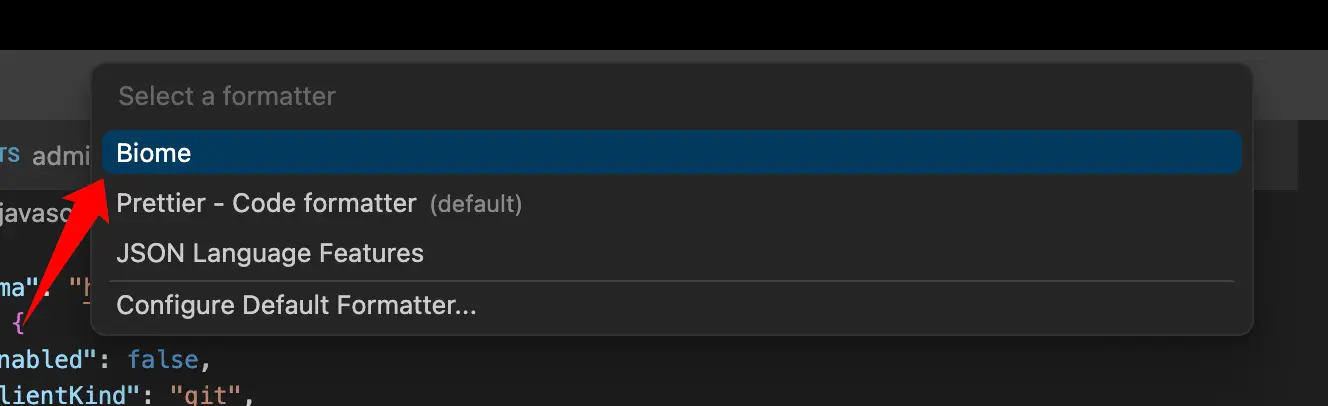 Select a formatter
TS admi
Biome
javasc
Prettier - Code formatter (default)
JSON Language Features
ma": "h
Configure Default Formatter...
{
nabled": false,
lientKind": "git",